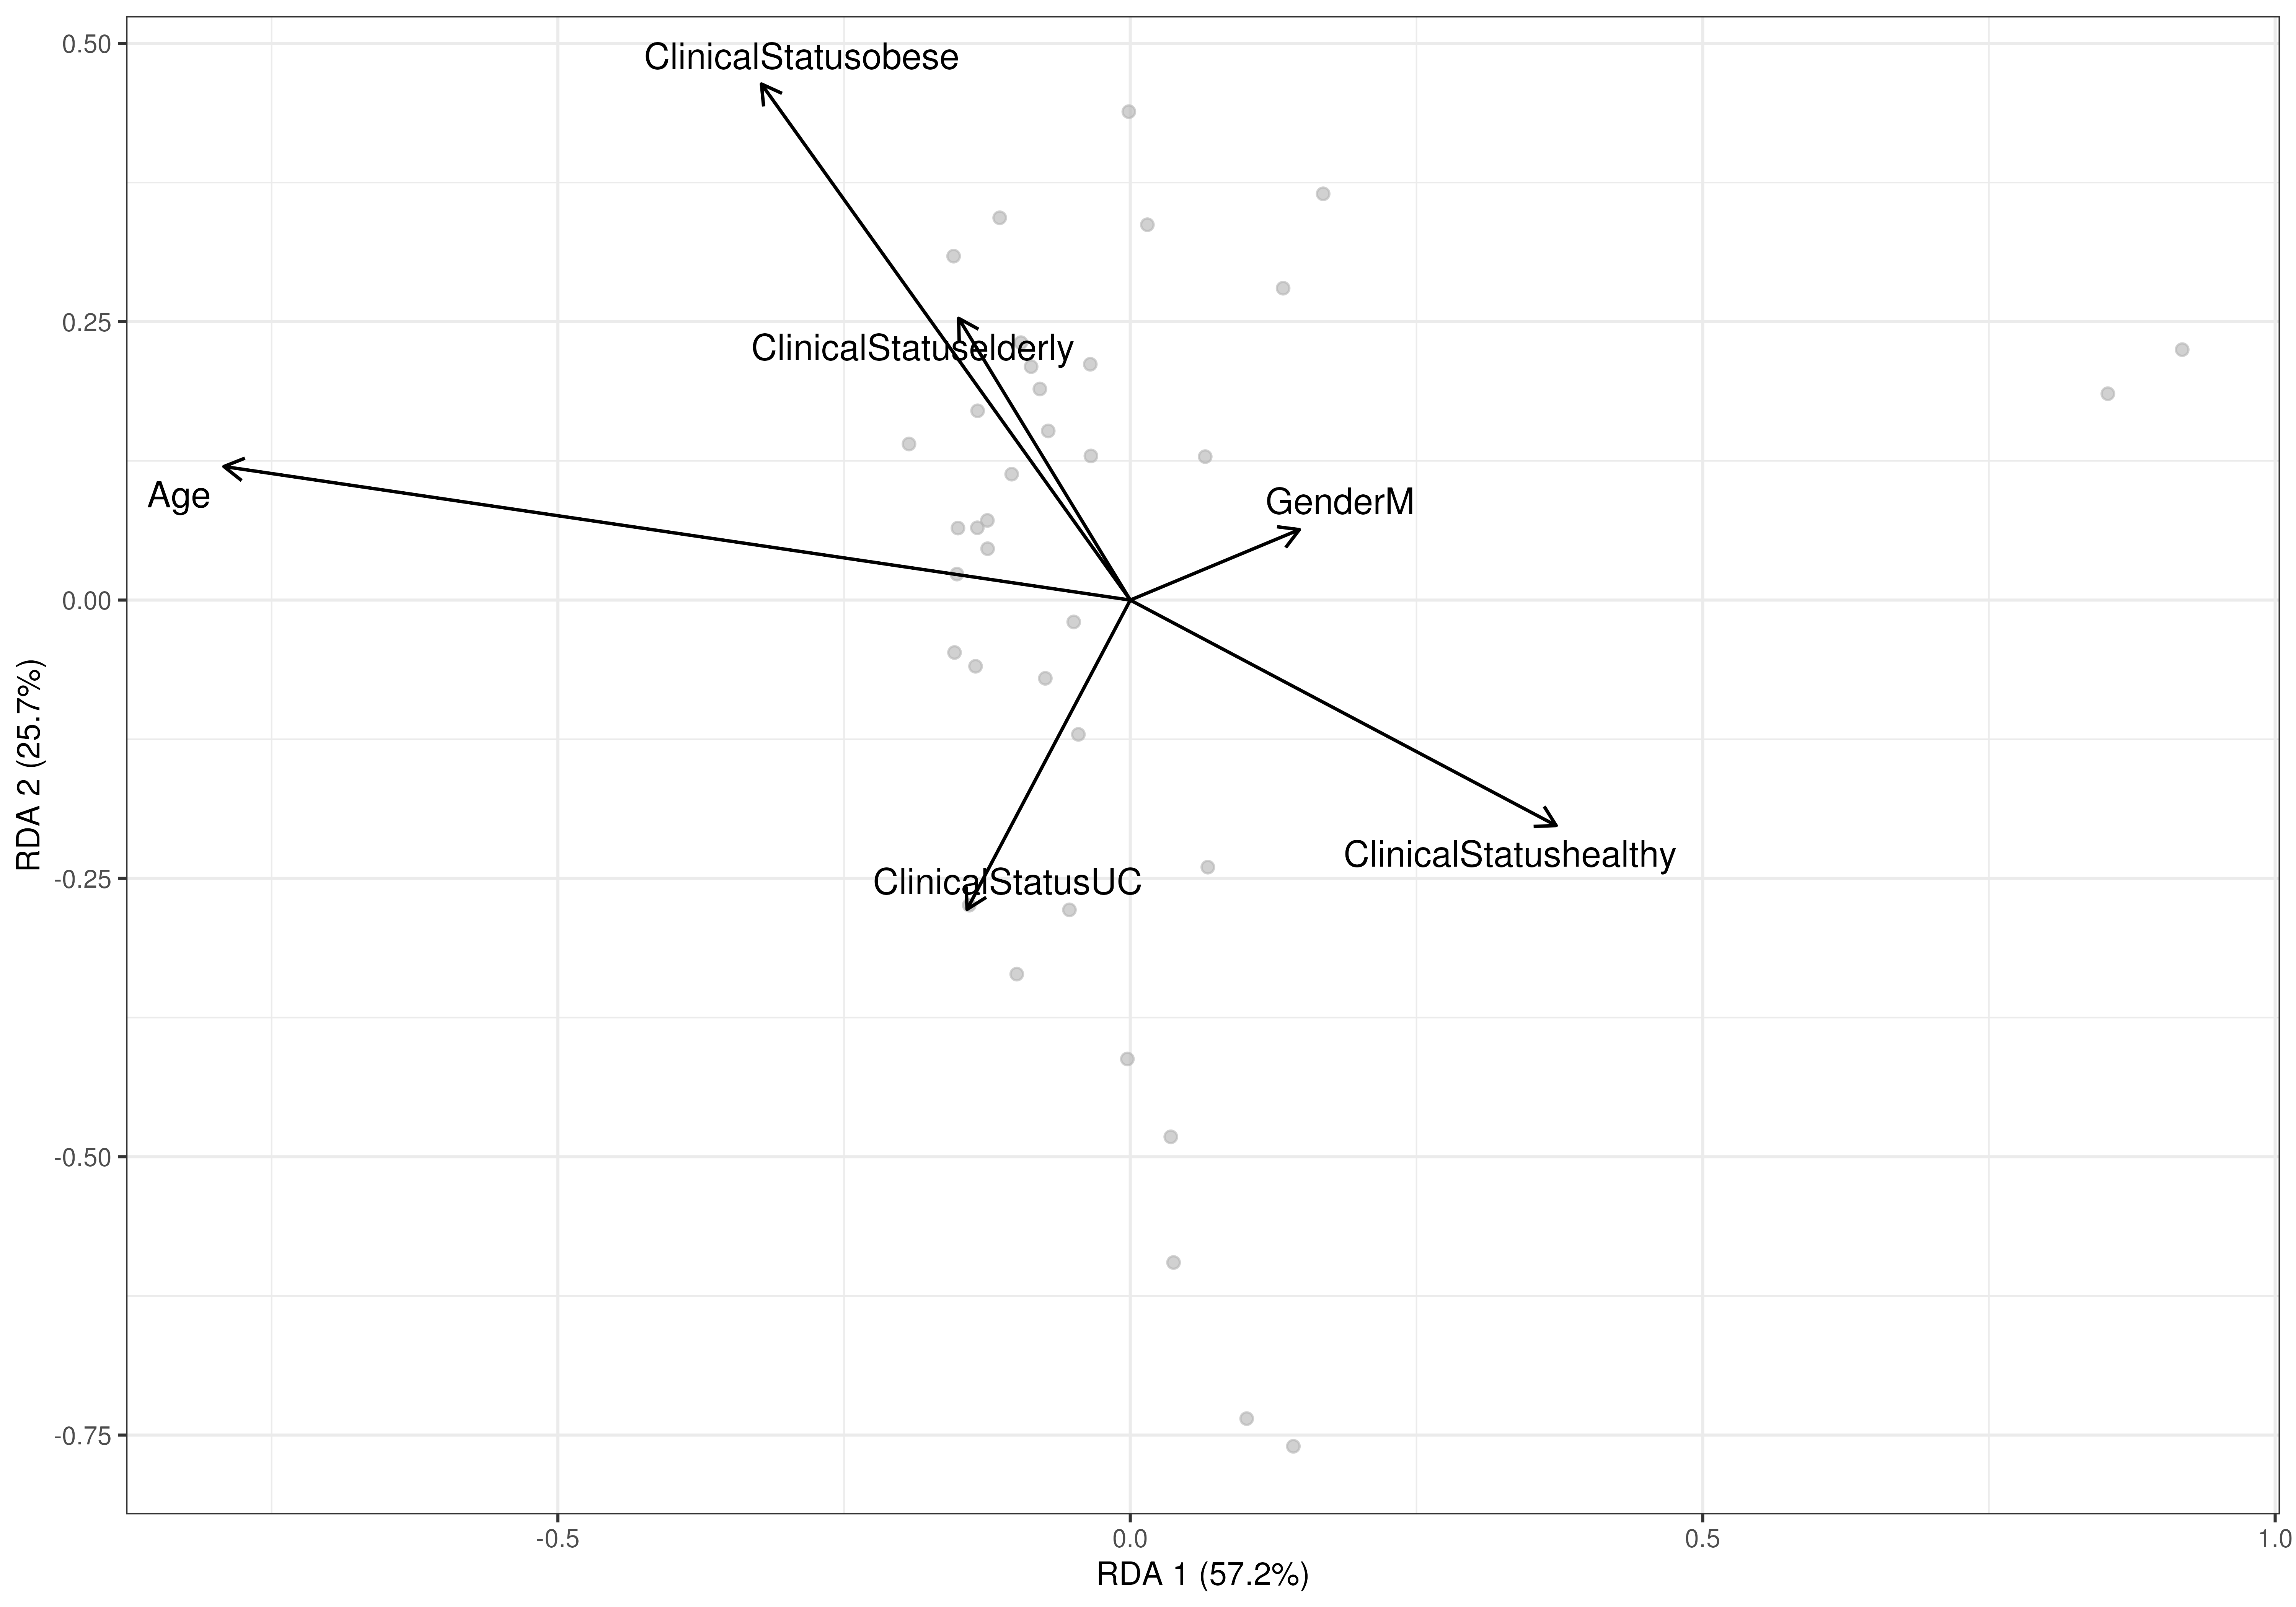 0.50
ClinicalStatusobese
0.25
ClinicalStatuselderly
Age
GenderM
0.00
RDA 2 (25.7%)
ClinicalStatushealthy
-0.25
ClinicalStatusUC
-0.50
-0.75
-0.5
0.0
0.5
1.0
RDA 1 (57.2%)